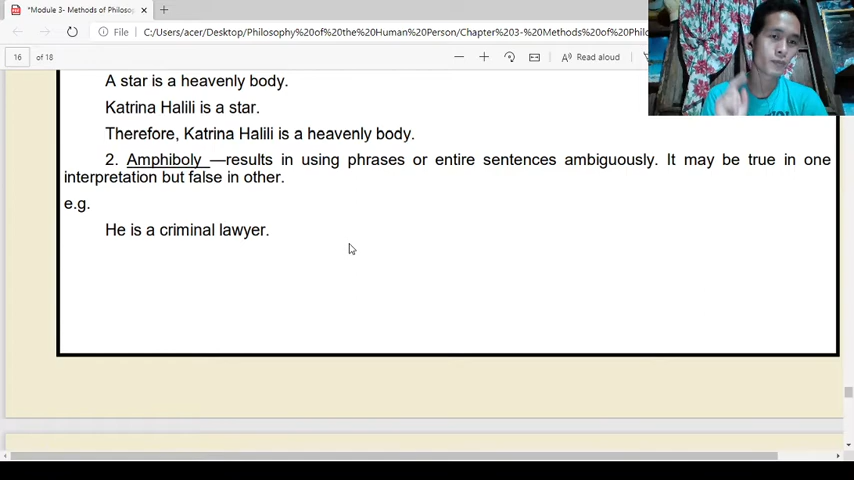 *Module 3- Methods of Philoso
File
C:/Users/acer/Desktop/Philosophy%20of%20the%20Human%20Person/Chapter%203-%20Methods%20of%20Philo
16 of 18
Read aloud
A star is a heavenly body.
Katrina Halili is a star.
Therefore, Katrina Halili is a heavenly body.
2. Amphiboly —results in using phrases or entire sentences ambiguously. It may be true in one
interpretation but false in other.
e.g.
He is a criminal lawyer.